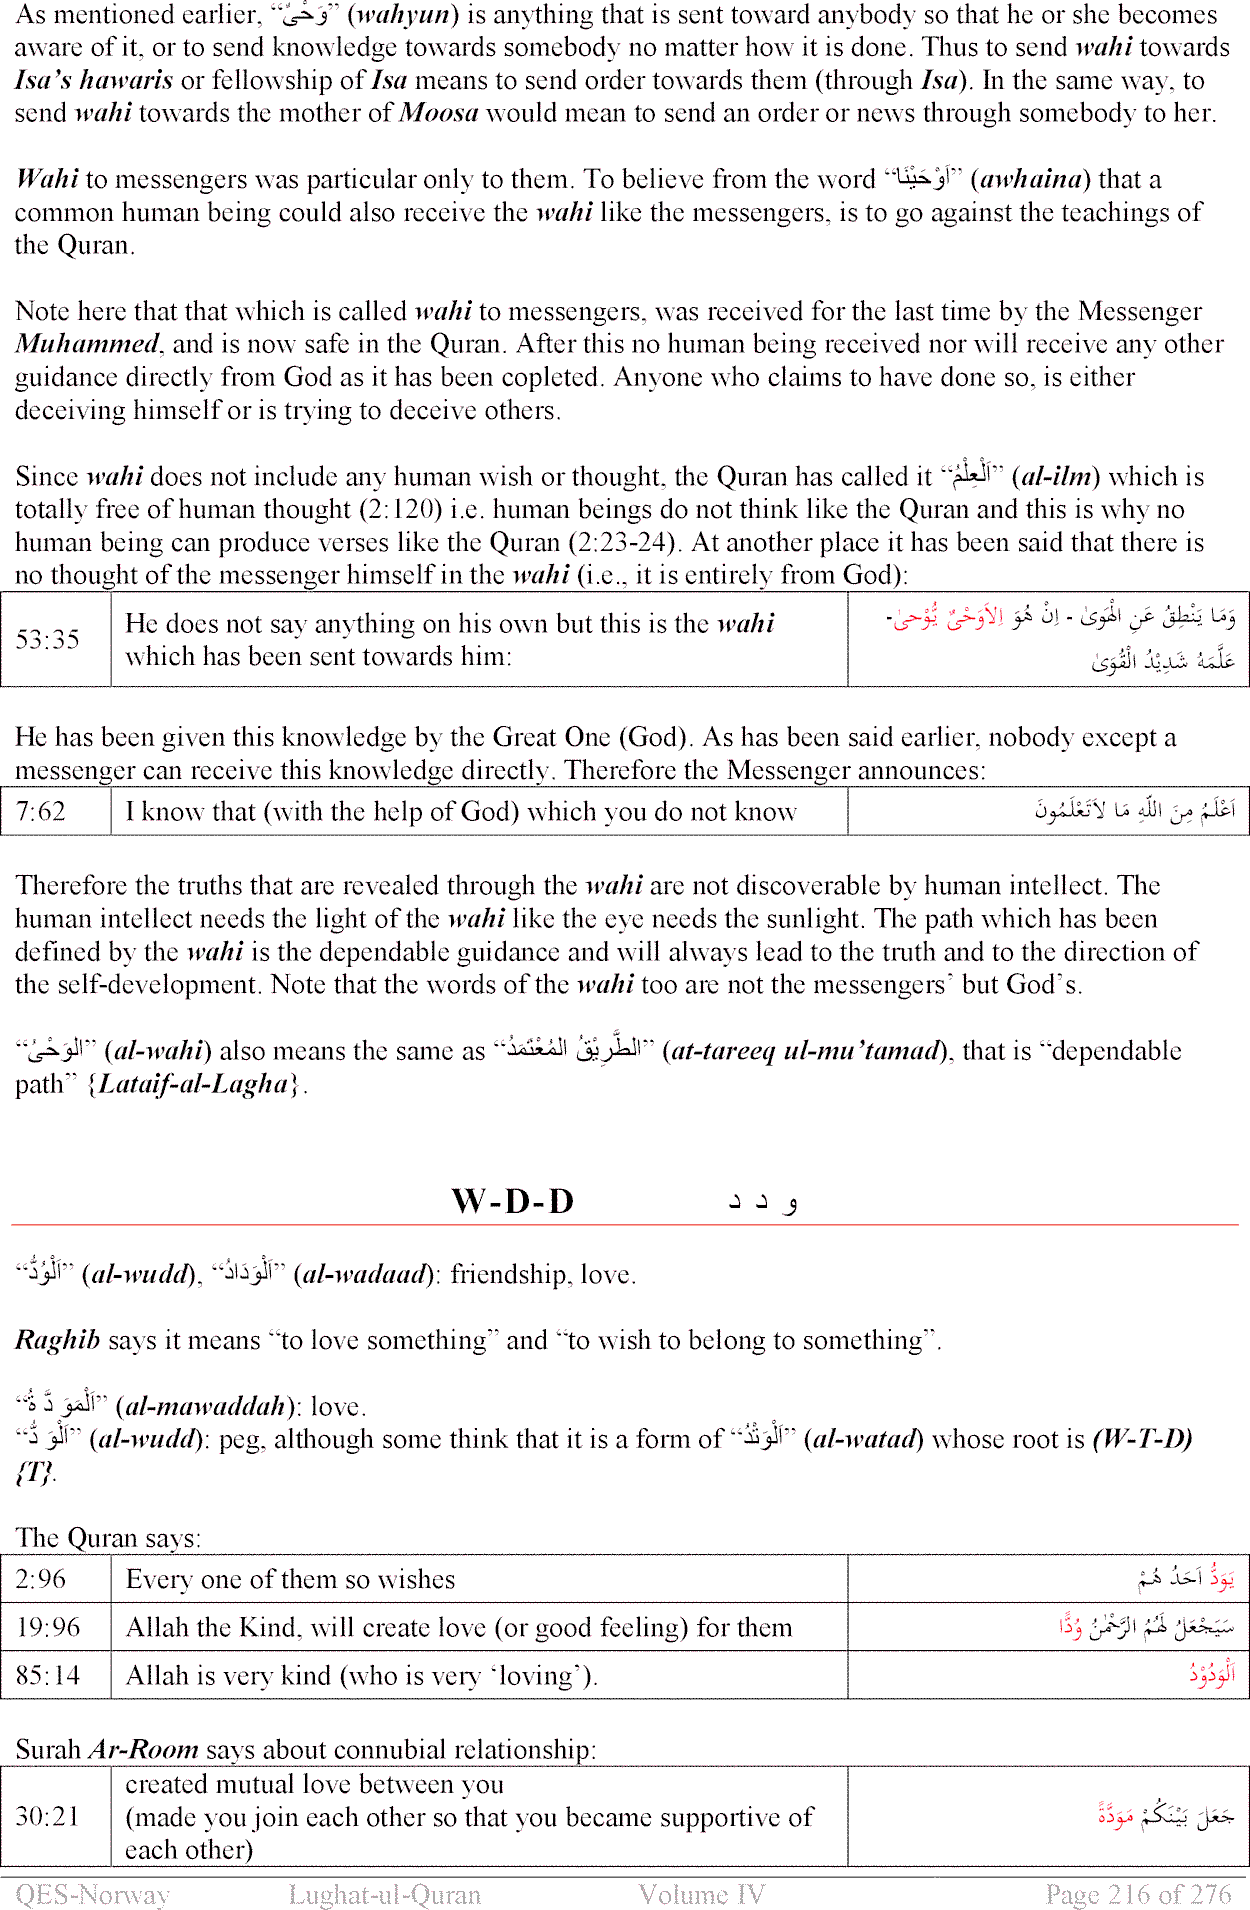 As mentioned earlier, “وَحْیٌ” (wahyun) is anything that is sent toward anybody so that he or she becomes
aware of it, or to send knowledge towards somebody no matter how it is done. Thus to send wahi towards
Isa’s hawaris or fellowship of Isa means to send order towards them (through Isa). In the same way, to
send wahi towards the mother of Moosa would mean to send an order or news through somebody to her.
Wahi to messengers was particular only to them. To believe from the word “اَوْحَیْنَا” (awhaina) that a
common human being could also receive the wahi like the messengers, is to go against the teachings of
the Quran.
Note here that that which is called wahi to messengers, was received for the last time by the Messenger
Muhammed, and is now safe in the Quran. After this no human being received nor will receive any other
guidance directly from God as it has been copleted. Anyone who claims to have done so, is either
deceiving himself or is trying to deceive others.
Since wahi does not include any human wish or thought, the Quran has called it “اَلْعِلْمُ” (al-ilm) which is
totally free of human thought (2:120) i.e. human beings do not think like the Quran and this is why no
human being can produce verses like the Quran (2:23-24). At another place it has been said that there is
no thought of the messenger himself in the wahi (i.e., it is entirely from God):
53:35 He does not say anything on his own but this is the wahi وَمَا يَنْطِقُ عَنِ الْهَوَىٰ - اِنْ هُوَ اِلاَوَحْیٌ يُّوْحىٰ-
which has been sent towards him: عَلَّمَهُ شَدِيْدُ الْقُوَىٰ
He has been given this knowledge by the Great One (God). As has been said earlier, nobody except a
messenger can receive this knowledge directly. Therefore the Messenger announces:
7:62 I know that (with the help of God) which you do not know اَعْلَمُ مِنَ اللّٰهِ مَا لاَتَعْلَمُونَ
Therefore the truths that are revealed through the wahi are not discoverable by human intellect. The
human intellect needs the light of the wahi like the eye needs the sunlight. The path which has been
defined by the wahi is the dependable guidance and will always lead to the truth and to the direction of
the self-development. Note that the words of the wahi too are not the messengers’ but God’s.
“الوَحْیُ” (al-wahi) also means the same as “الطَّرِيْقُ المُعْتَمَدُ” (at-tareeq ul-mu’tamad), that is “dependable
path” {Lataif-al-Lagha}.
W-D-D و د د
“اَلْوُدُّ” (al-wudd), “اَلْوَدَادُ” (al-wadaad): friendship, love.
Raghib says it means “to love something” and “to wish to belong to something”.
“اَلْمَوَ دَّ ةُ” (al-mawaddah): love.
“اَلْوَ دُّ” (al-wudd): peg, although some think that it is a form of “اَلْوَتْدُ” (al-watad) whose root is (W-T-D)
{T}.
The Quran says:
2:96 Every one of them so wishes يَوَدُّ اَحَدُ هُمْ
19:96 Allah the Kind, will create love (or good feeling) for them سَيَجْعَلُ لَهُمُ الرَّحْمٰنُ وُدًّا
85:14 Allah is very kind (who is very ‘loving’). اَلْوَدُوْدُ
Surah Ar-Room says about connubial relationship:
created mutual love between you
30:21 (made you join each other so that you became supportive of جَعَلَ بَيْنَكُمْ مَوَدَّةً
each other)
QES-Norway Lughat-ul-Quran Volume IV Page 216 of 276